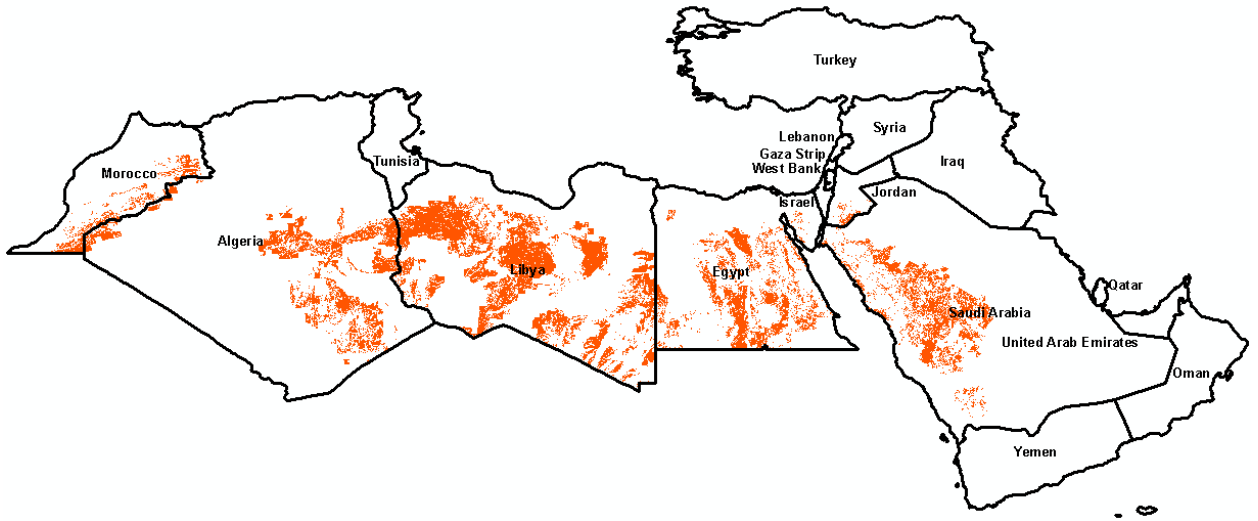 Turkey
Lebanon
Syria
Gaza Strip
West Bank
Iraq
Tunisia
Morocco
Jordan
Israel
Algeria
Libya
Egypt
Qatar
Saudi Arabia
United Arab Emirates
Oman
Yemen